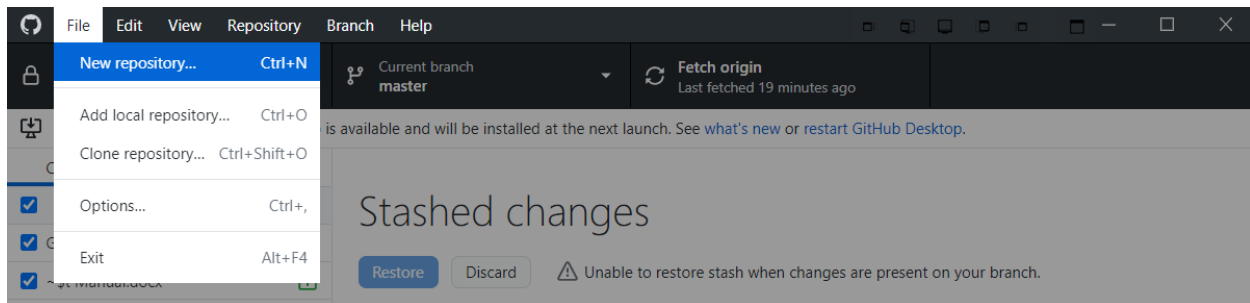 File Edit View Repository Branch Help
New repository... Ctrl+N
Current branch
master
Fetch origin
Last fetched 19 minutes ago
Add local repository... Ctrl+O
is available and will be installed at the next launch. See what's new or restart GitHub Desktop.
Clone repository... Ctrl+Shift+O
Options... Ctrl+,
Stashed changes
Exit Alt+F4
Restore Discard Unable to restore stash when changes are present on your branch.
Manual.docx